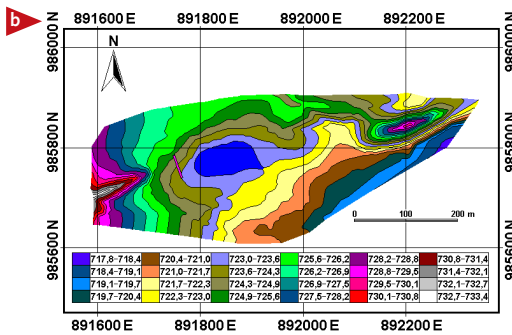 b
891600 E 891800 E 892000 E 892200 E
986000 N 986000 N
N
985800 N 985800 N
0 100 200 m
985600 N 985600 N
717,8-718,4 720,4-721,0 723,0-723,6 725,6-726,2 728,2-728,8 730,8-731,4
718,4-719,1 721,0-721,7 723,6-724,3 726,2-726,9 728,8-729,5 731,4-732,1
719,1-719,7 721,7-722,3 724,3-724,9 726,9-727,5 729,5-730,1 732,1-732,7
719,7-720,4 722,3-723,0 724,9-725,6 727,5-728,2 730,1-730,8 732,7-733,4
891600 E 891800 E 892000 E 892200 E